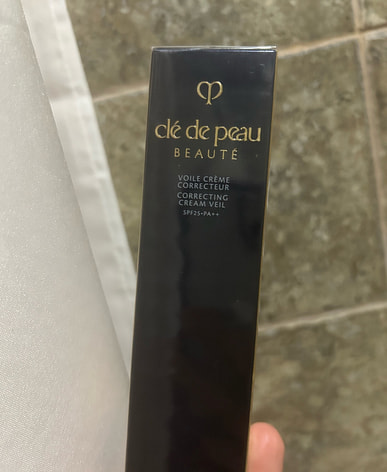 clé de peau
BEAUTÉ
VOILE CRÈME
CORRECTEUR
CORRECTING
CREAM VEIL
SPF25•PA++